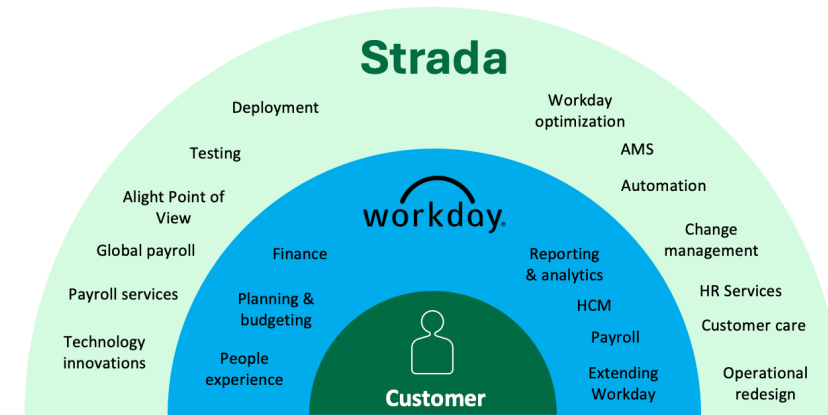 Strada
Deployment
Testing
Alight Point of
View
Global payroll
Payroll services
Technology
innovations
Workday
optimization
AMS
Automation
Change
management
HR Services
Customer care
Operational
redesign
workday.
Finance
Planning &
budgeting
People
experience
Reporting
& analytics
HCM
Payroll
Extending
Workday
Customer